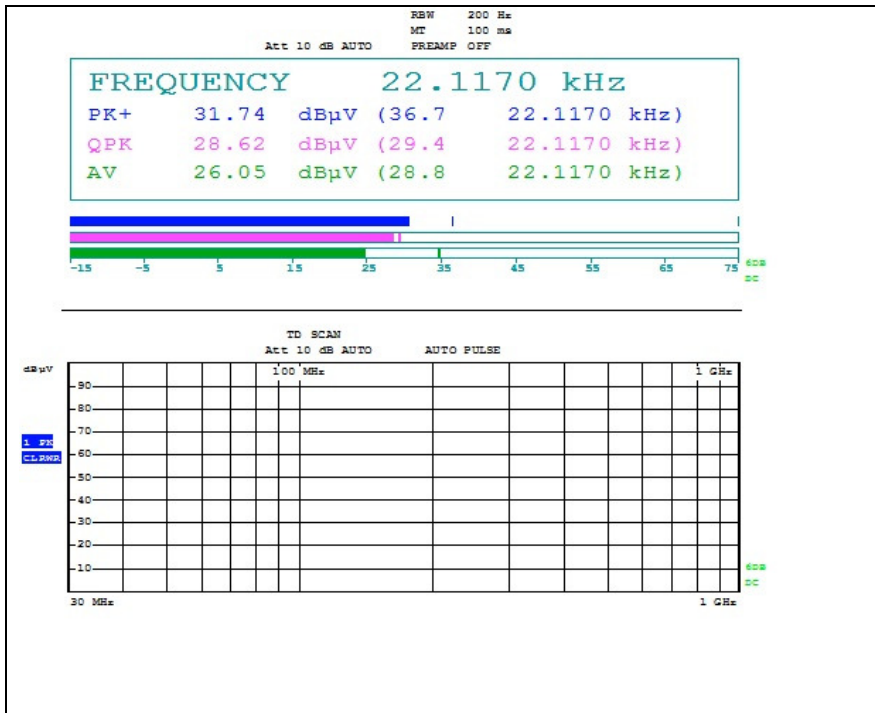 RBW 200 Hz
MT 100 ms
Att 10 dB AUTO PREAMP OFF
FREQUENCY 22.1170 kHz
PK+ 31.74 dBµV (36.7 22.1170 kHz)
QPK 28.62 dBµV (29.4 22.1170 kHz)
AV 26.05 dBµV (28.8 22.1170 kHz)
-15 -5 5 15 25 35 45 55 65 75
6DB
DC
TD SCAN
Att 10 dB AUTO AUTO PULSE
dBµV 100 MHz 1 GHz
90
80
70
1 PK
60
CLRWR
50
40
30
20
10
6DB
DC
30 MHz 1 GHz